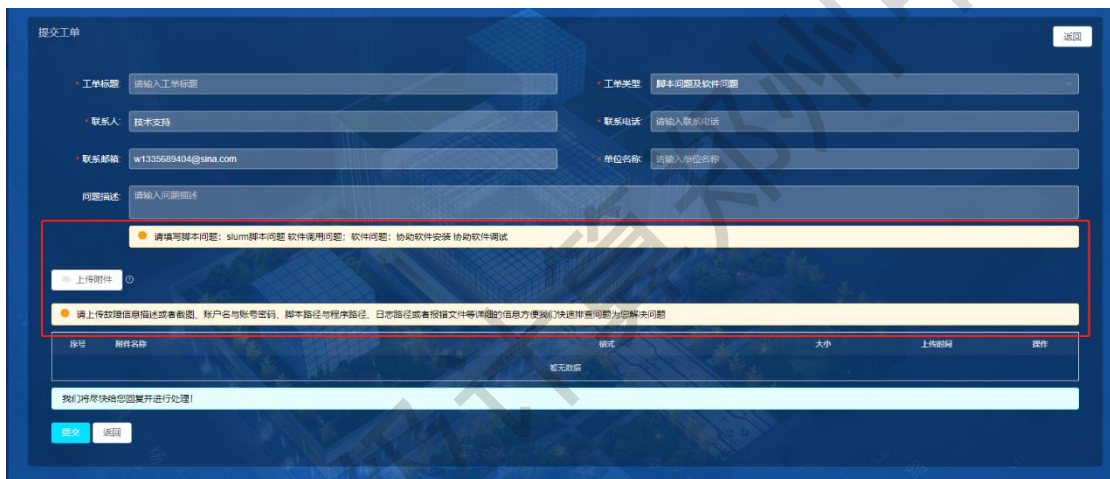 提交工单
返回
* 工单标题: 请输入工单标题
* 工单类型: 脚本问题及软件问题
* 联系人: 技术支持
* 联系电话: 请输入联系电话
* 联系邮箱: w1335689404@sina.com
* 单位名称: 请输入单位名称
问题描述: 请输入问题描述
请填写脚本问题:slurm脚本问题 软件调用问题;软件问题:协助软件安装 协助软件调试
上传附件
请上传故障信息描述或者截图、账户名与账号密码、脚本路径与程序路径、日志路径或者报错文件等详细的信息方便我们快速排查问题为您解决问题
序号 附件名称 格式 大小 上传时间 操作
暂无数据
我们将尽快给您回复并进行处理!
提交 返回